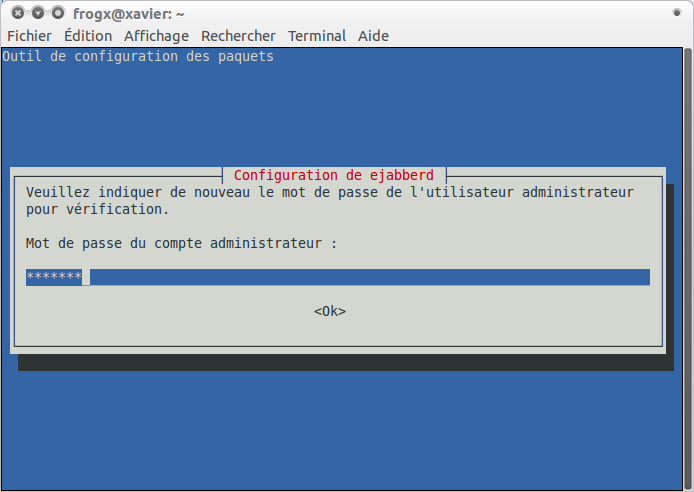 frogx@xavier: ~
Fichier Édition Affichage Rechercher Terminal Aide
Outil de configuration des paquets
Configuration de ejabberd
Veuillez indiquer de nouveau le mot de passe de l'utilisateur administrateur
pour vérification.
Mot de passe du compte administrateur :
*******
<Ok>